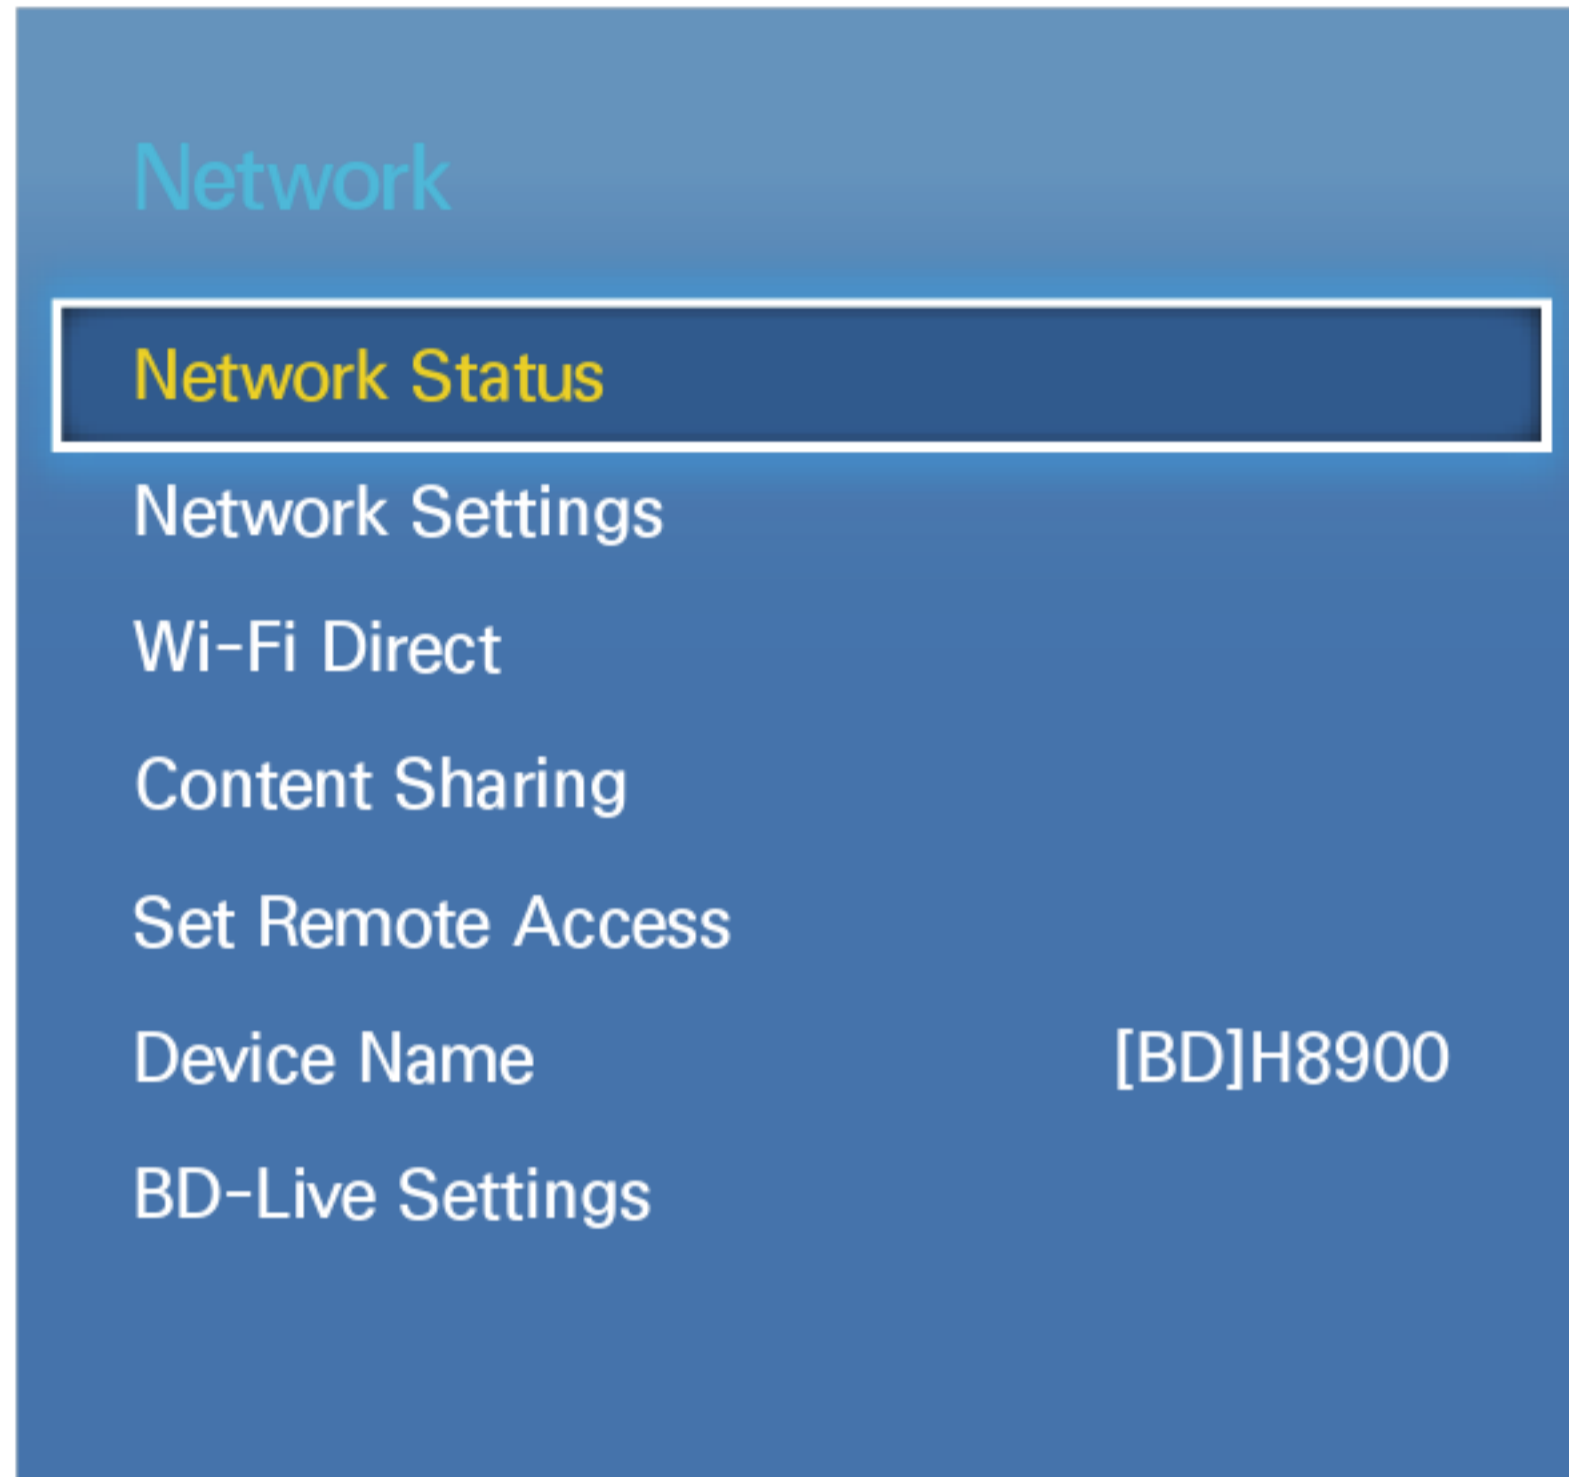 Network
Network Status
Network Settings
Wi-Fi Direct
Content Sharing
Set Remote Access
Device Name [BD]H8900
BD-Live Settings